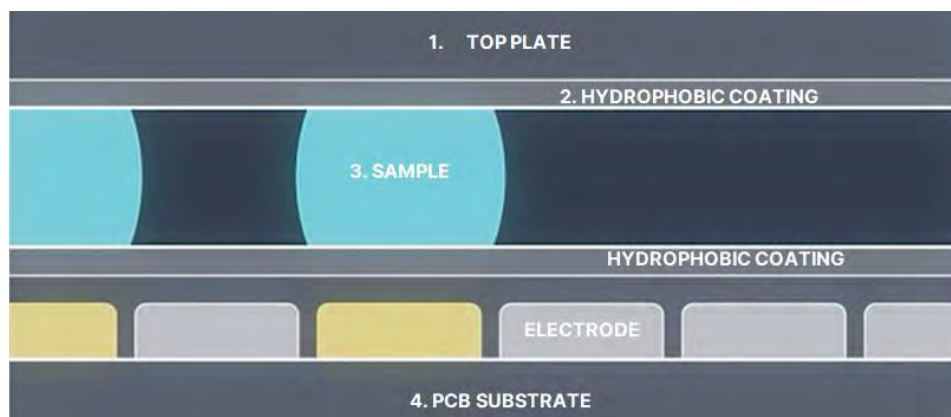 1. TOP PLATE
2. HYDROPHOBIC COATING
3. SAMPLE
HYDROPHOBIC COATING
ELECTRODE
4. PCB SUBSTRATE